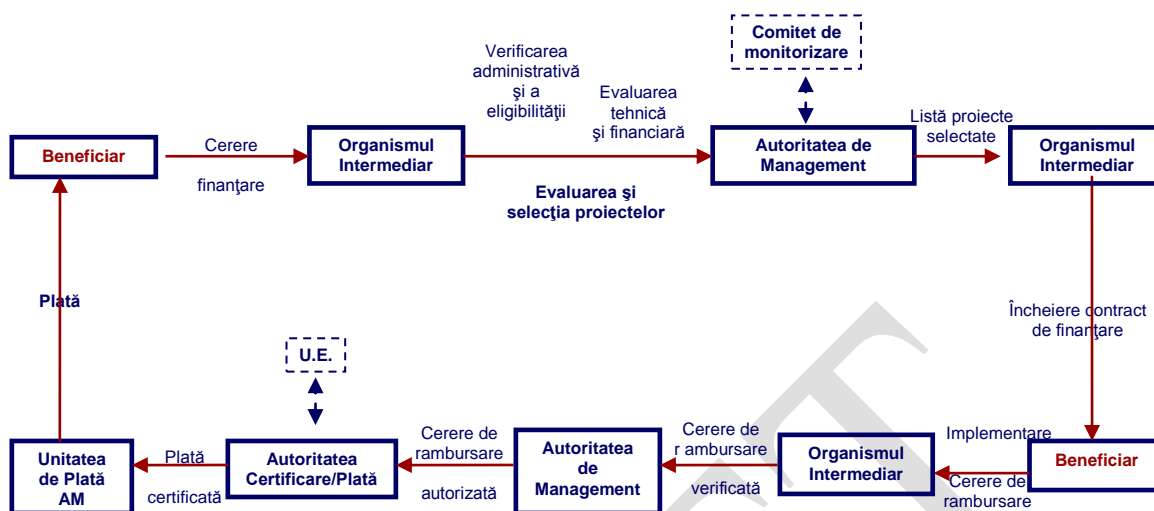 Comitet de
monitorizare
Verificarea
administrativă
şi a
eligibilităţii
Evaluarea
tehnică
şi financiară
Listă proiecte
selectate
Beneficiar
Cerere
finanţare
Organismul
Intermediar
Evaluarea şi
selecţia proiectelor
Autoritatea de
Management
Organismul
Intermediar
Plată
Încheiere contract
de finanţare
U.E.
Unitatea
de Plată
AM
Plată
certificată
Autoritatea
Certificare/Plată
Cerere de
rambursare
autorizată
Autoritatea
de
Management
Cerere de
r ambursare
verificată
Organismul
Intermediar
Implementare
Cerere de
rambursare
Beneficiar
T